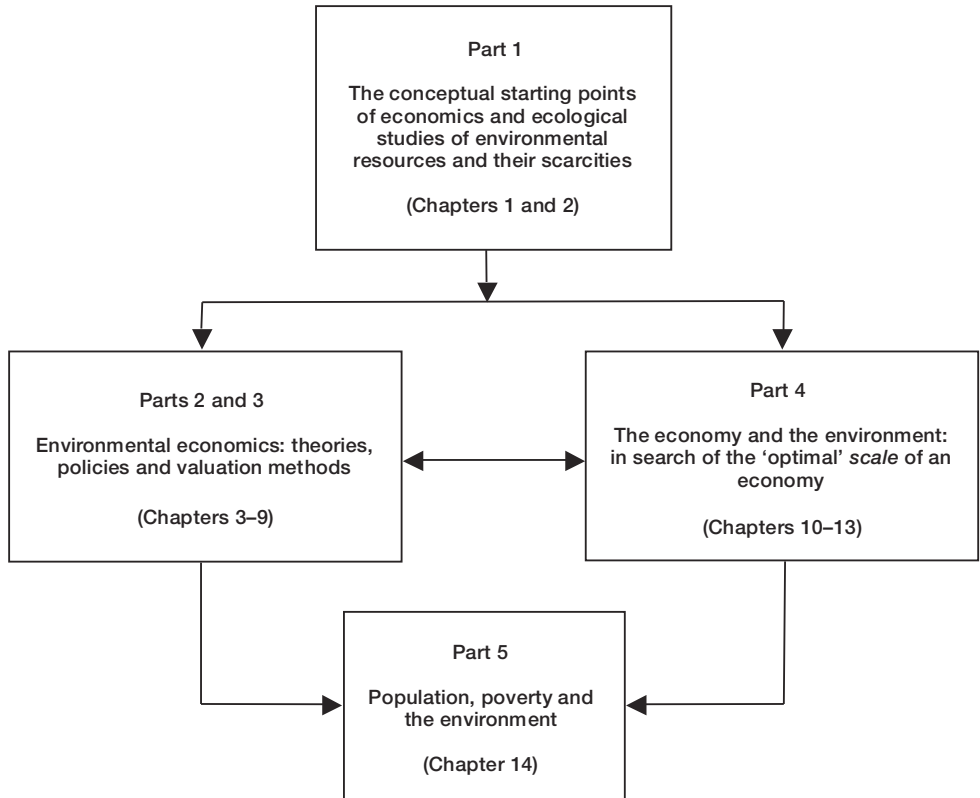 Part 1
The conceptual starting points
of economics and ecological
studies of environmental
resources and their scarcities
(Chapters 1 and 2)
Parts 2 and 3
Environmental economics: theories,
policies and valuation methods
(Chapters 3–9)
Part 4
The economy and the environment:
in search of the ‘optimal’ scale of an
economy
(Chapters 10–13)
Part 5
Population, poverty and
the environment
(Chapter 14)